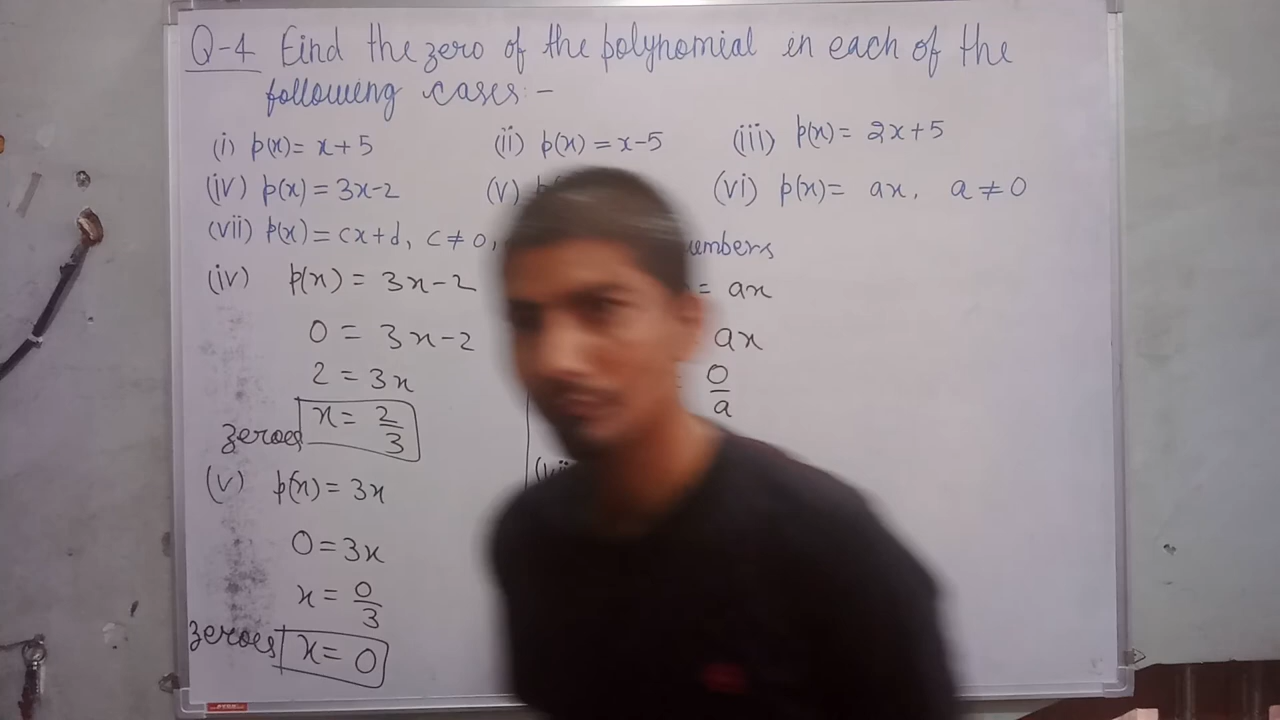 Q-4 Find the zero of the polynomial in each of the
following cases:-
(i) p(x) = x+5 (ii) p(x) = x-5 (iii) p(x) = 2x+5
(iv) p(x) = 3x-2 (v) p (vi) p(x) = ax, a ≠ 0
(vii) p(x) = cx+d, c ≠ 0, umbers
(iv) p(x) = 3x-2
0 = 3x-2
2 = 3x
zeroes x = 2/3
(v) p(x) = 3x
0 = 3x
x = 0/3
zeroes x = 0
= ax
ax
= 0/a
(vii